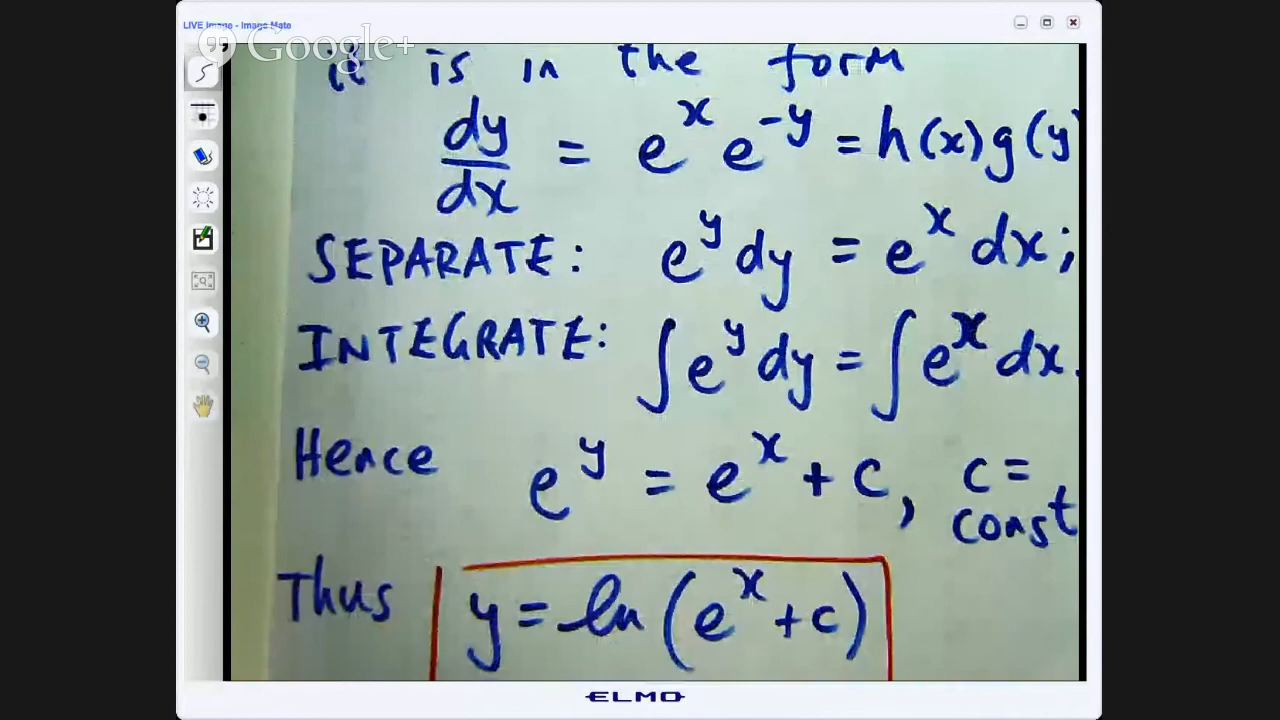 LIVE Image - Image Mate
Google+
it is in the form
dy/dx = e^x e^-y = h(x)g(y
SEPARATE: e^y dy = e^x dx;
INTEGRATE: ∫e^y dy = ∫e^x dx.
Hence e^y = e^x + c, c =
const
Thus y = ln(e^x + c)
ELMO